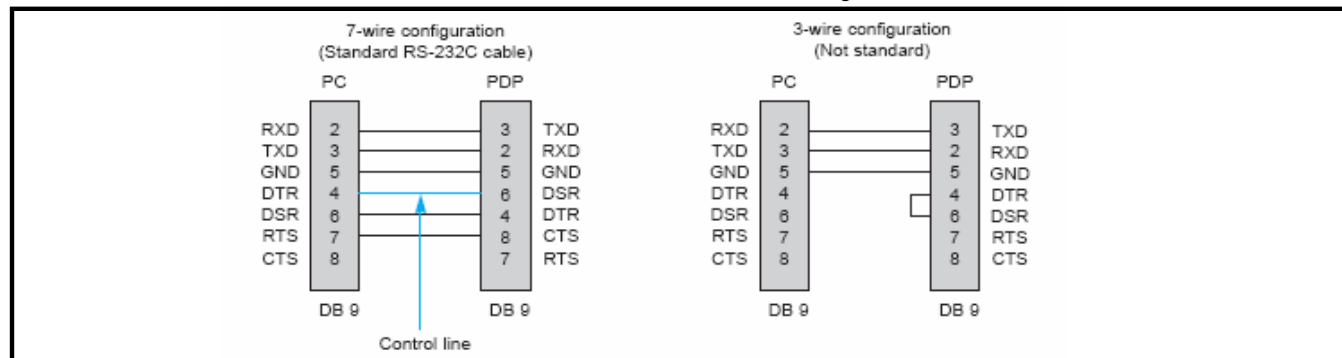 7-wire configuration
(Standard RS-232C cable)
PC PDP
RXD 2 3 TXD
TXD 3 2 RXD
GND 5 5 GND
DTR 4 6 DSR
DSR 6 4 DTR
RTS 7 8 CTS
CTS 8 7 RTS
DB 9 DB 9
Control line
3-wire configuration
(Not standard)
PC PDP
RXD 2 3 TXD
TXD 3 2 RXD
GND 5 5 GND
DTR 4 4 DTR
DSR 6 6 DSR
RTS 7 7 RTS
CTS 8 8 CTS
DB 9 DB 9